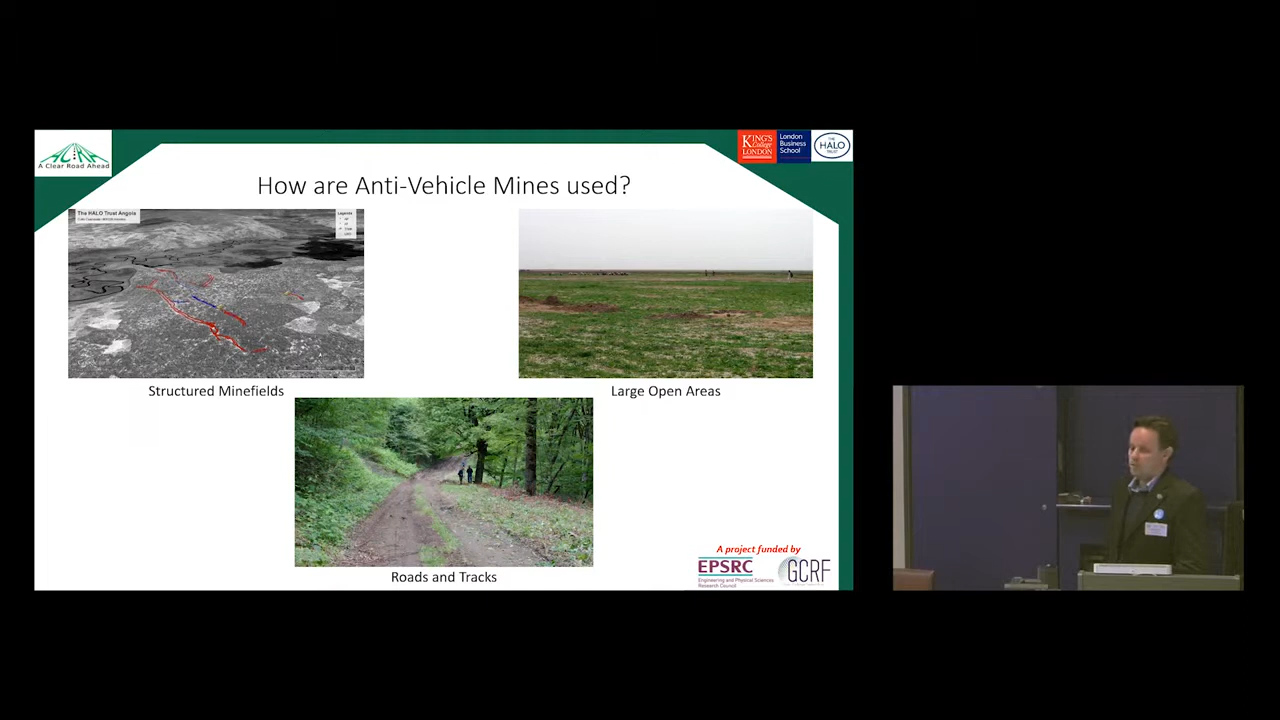 A Clear Road Ahead
KING'S
College
LONDON
London
Business
School
THE
HALO
TRUST
How are Anti-Vehicle Mines used?
The HALO Trust Angola
Legend
Structured Minefields
Large Open Areas
Roads and Tracks
A project funded by
EPSRC
Engineering and Physical Sciences
Research Council
GCRF